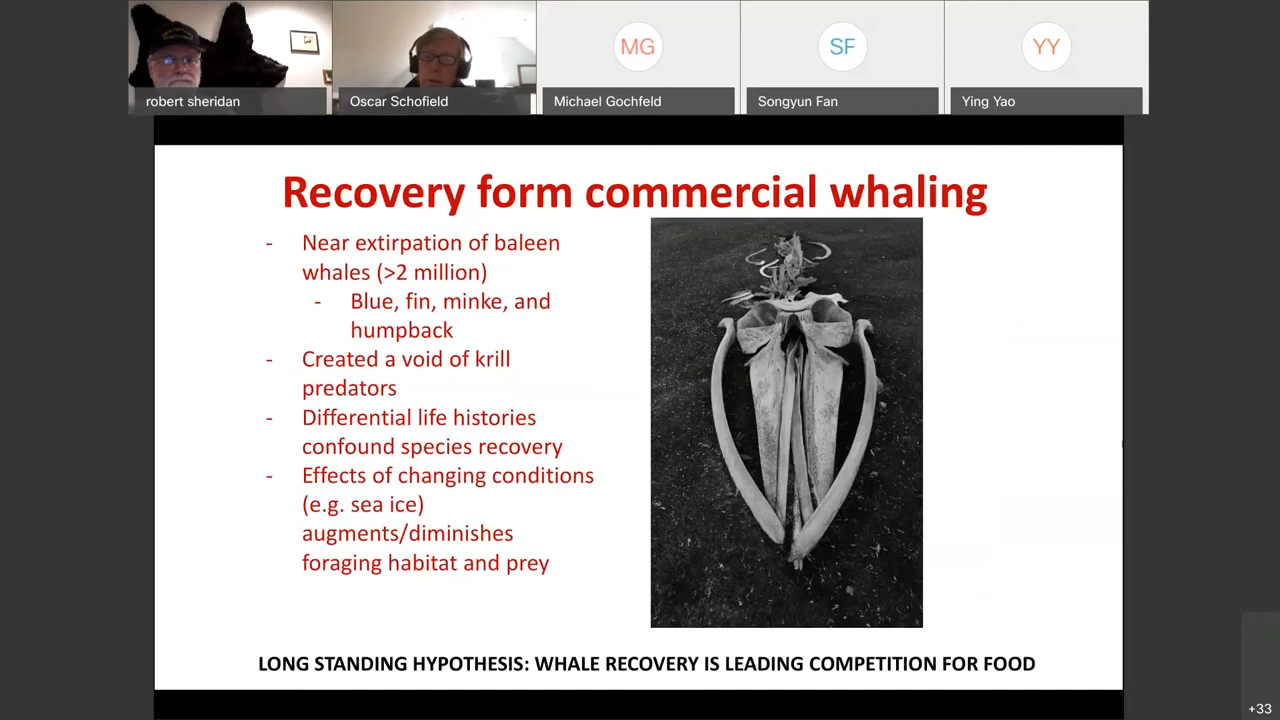 MG
SF
YY
robert sheridan
Oscar Schofield
Michael Gochfeld
Songyun Fan
Ying Yao
Recovery form commercial whaling
- Near extirpation of baleen
whales (>2 million)
- Blue, fin, minke, and
humpback
- Created a void of krill
predators
- Differential life histories
confound species recovery
- Effects of changing conditions
(e.g. sea ice)
augments/diminishes
foraging habitat and prey
LONG STANDING HYPOTHESIS: WHALE RECOVERY IS LEADING COMPETITION FOR FOOD
+33